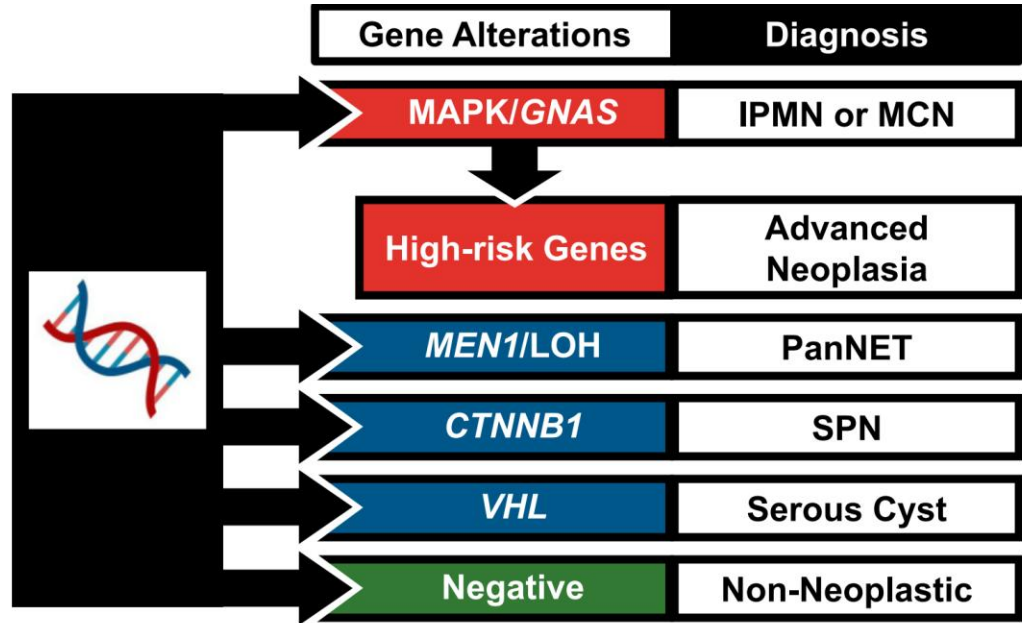 Gene Alterations Diagnosis
MAPK/GNAS IPMN or MCN
High-risk Genes Advanced
Neoplasia
MEN1/LOH PanNET
CTNNB1 SPN
VHL Serous Cyst
Negative Non-Neoplastic